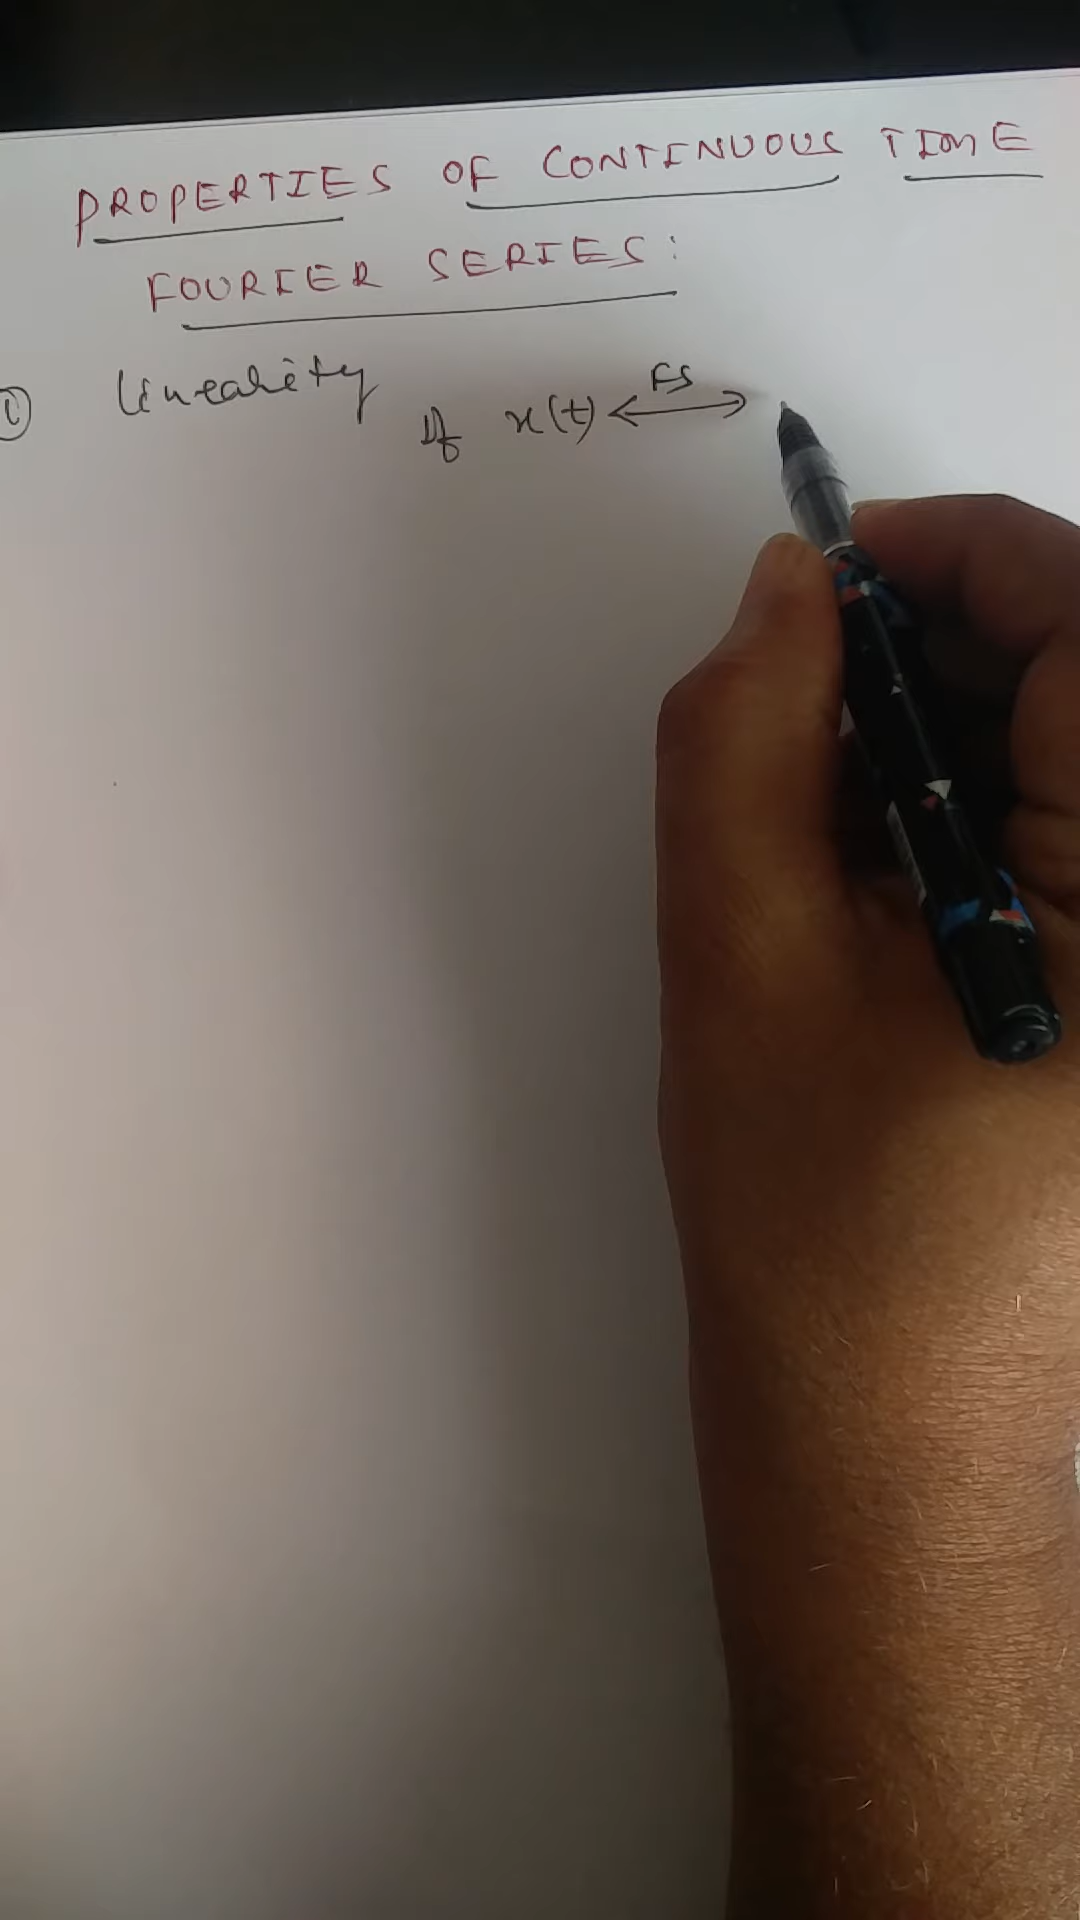 PROPERTIES OF CONTINUOUS TIME
FOURIER SERIES:
① Linearity
If x(t) ⟷ FS